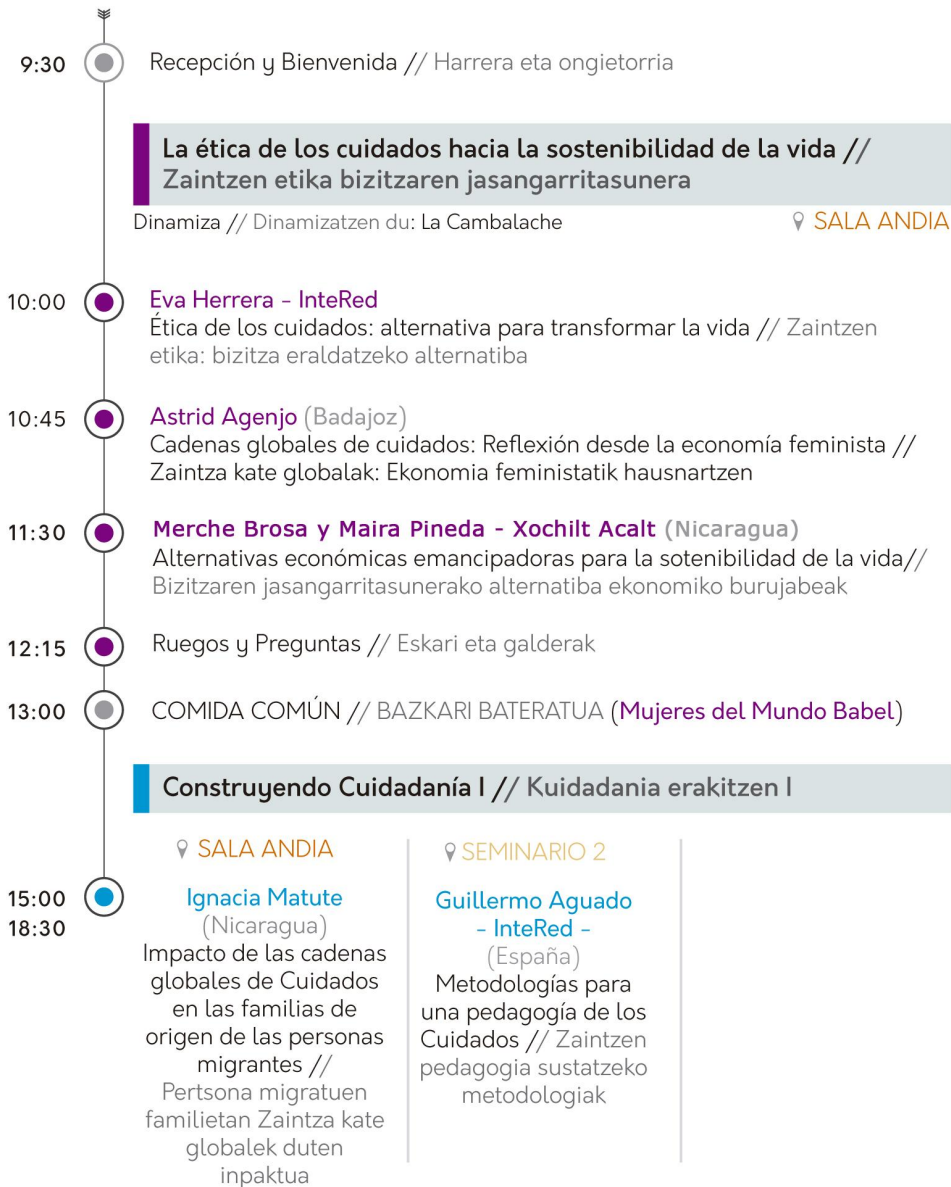 9:30 Recepción y Bienvenida // Harrera eta ongietorria
La ética de los cuidados hacia la sostenibilidad de la vida //
Zaintzen etika bizitzaren jasangarritasunera
Dinamiza // Dinamizatzen du: La Cambalache
SALA ANDIA
10:00 Eva Herrera - InteRed
Ética de los cuidados: alternativa para transformar la vida // Zaintzen
etika: bizitza eraldatzeko alternatiba
10:45 Astrid Agenjo (Badajoz)
Cadenas globales de cuidados: Reflexión desde la economía feminista //
Zaintza kate globalak: Ekonomia feministatik hausnartzen
11:30 Merche Brosa y Maira Pineda - Xochilt Acalt (Nicaragua)
Alternativas económicas emancipadoras para la sotenibilidad de la vida//
Bizitzaren jasangarritasunerako alternatiba ekonomiko burujabeak
12:15 Ruegos y Preguntas // Eskari eta galderak
13:00 COMIDA COMÚN // BAZKARI BATERATUA (Mujeres del Mundo Babel)
Construyendo Cuidadanía I // Kuidadania erakitzen I
15:00
18:30
SALA ANDIA
Ignacia Matute
(Nicaragua)
Impacto de las cadenas
globales de Cuidados
en las familias de
origen de las personas
migrantes //
Pertsona migratuen
familietan Zaintza kate
globalek duten
inpaktua
SEMINARIO 2
Guillermo Aguado
- InteRed -
(España)
Metodologías para
una pedagogía de los
Cuidados // Zaintzen
pedagogia sustatzeko
metodologiak